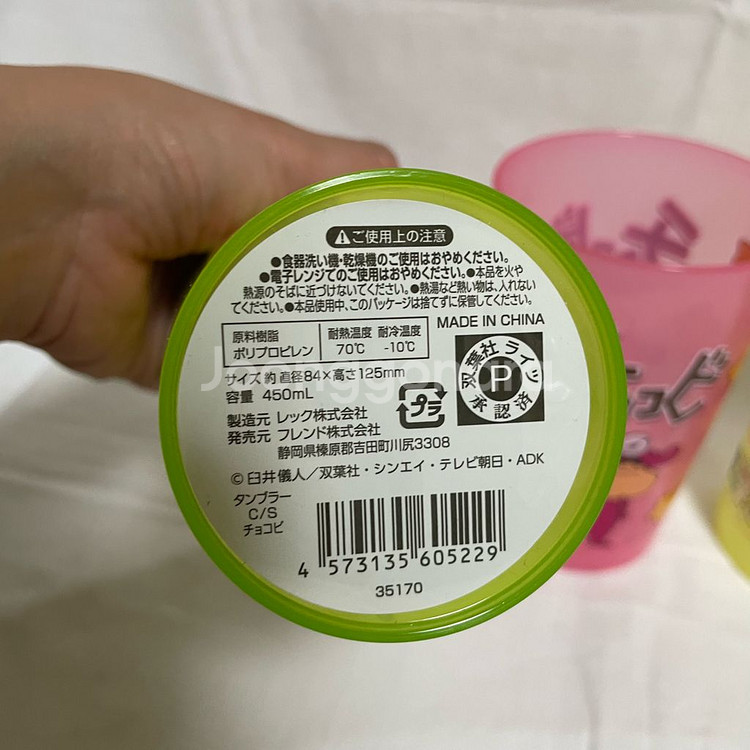 ⚠ご使用上の注意
●食器洗い機・乾燥機のご使用はおやめください。
●電子レンジでのご使用はおやめください。●本品を火や
熱源のそばに近づけないでください。●熱湯など熱い物は、入れない
でください。●本品使用中、このパッケージは捨てずに保管してください。
原料樹脂 耐熱温度 耐冷温度
ポリプロピレン 70℃ -10℃
MADE IN CHINA
サイズ 約 直径84×高さ125mm
容量 450mL
プラ
双葉社ライツ
P
承認済
製造元 レック株式会社
発売元 フレンド株式会社
静岡県榛原郡吉田町川尻3308
© 臼井儀人/双葉社・シンエイ・テレビ朝日・ADK
タンブラー
C/S
チョコビ
4 573135 605229
35170
Joonggonara